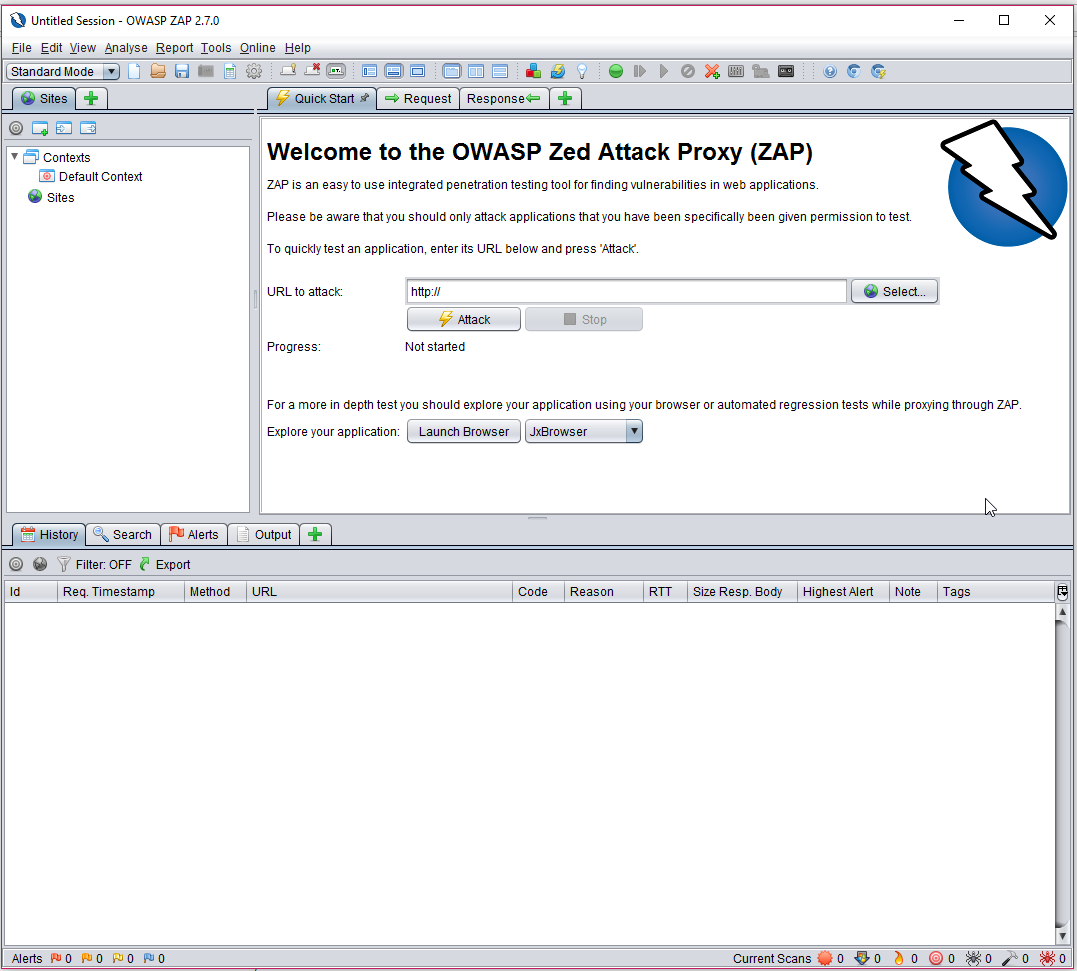 Untitled Session - OWASP ZAP 2.7.0
File Edit View Analyse Report Tools Online Help
Standard Mode
Sites
Quick Start Request Response
Contexts
Default Context
Sites
Welcome to the OWASP Zed Attack Proxy (ZAP)
ZAP is an easy to use integrated penetration testing tool for finding vulnerabilities in web applications.
Please be aware that you should only attack applications that you have been specifically been given permission to test.
To quickly test an application, enter its URL below and press 'Attack'.
URL to attack: http:// Select...
Attack Stop
Progress: Not started
For a more in depth test you should explore your application using your browser or automated regression tests while proxying through ZAP.
Explore your application: Launch Browser JxBrowser
History Search Alerts Output
Filter: OFF Export
Id Req. Timestamp Method URL Code Reason RTT Size Resp. Body Highest Alert Note Tags
Alerts 0 0 0 0 Current Scans 0 0 0 0 0 0 0